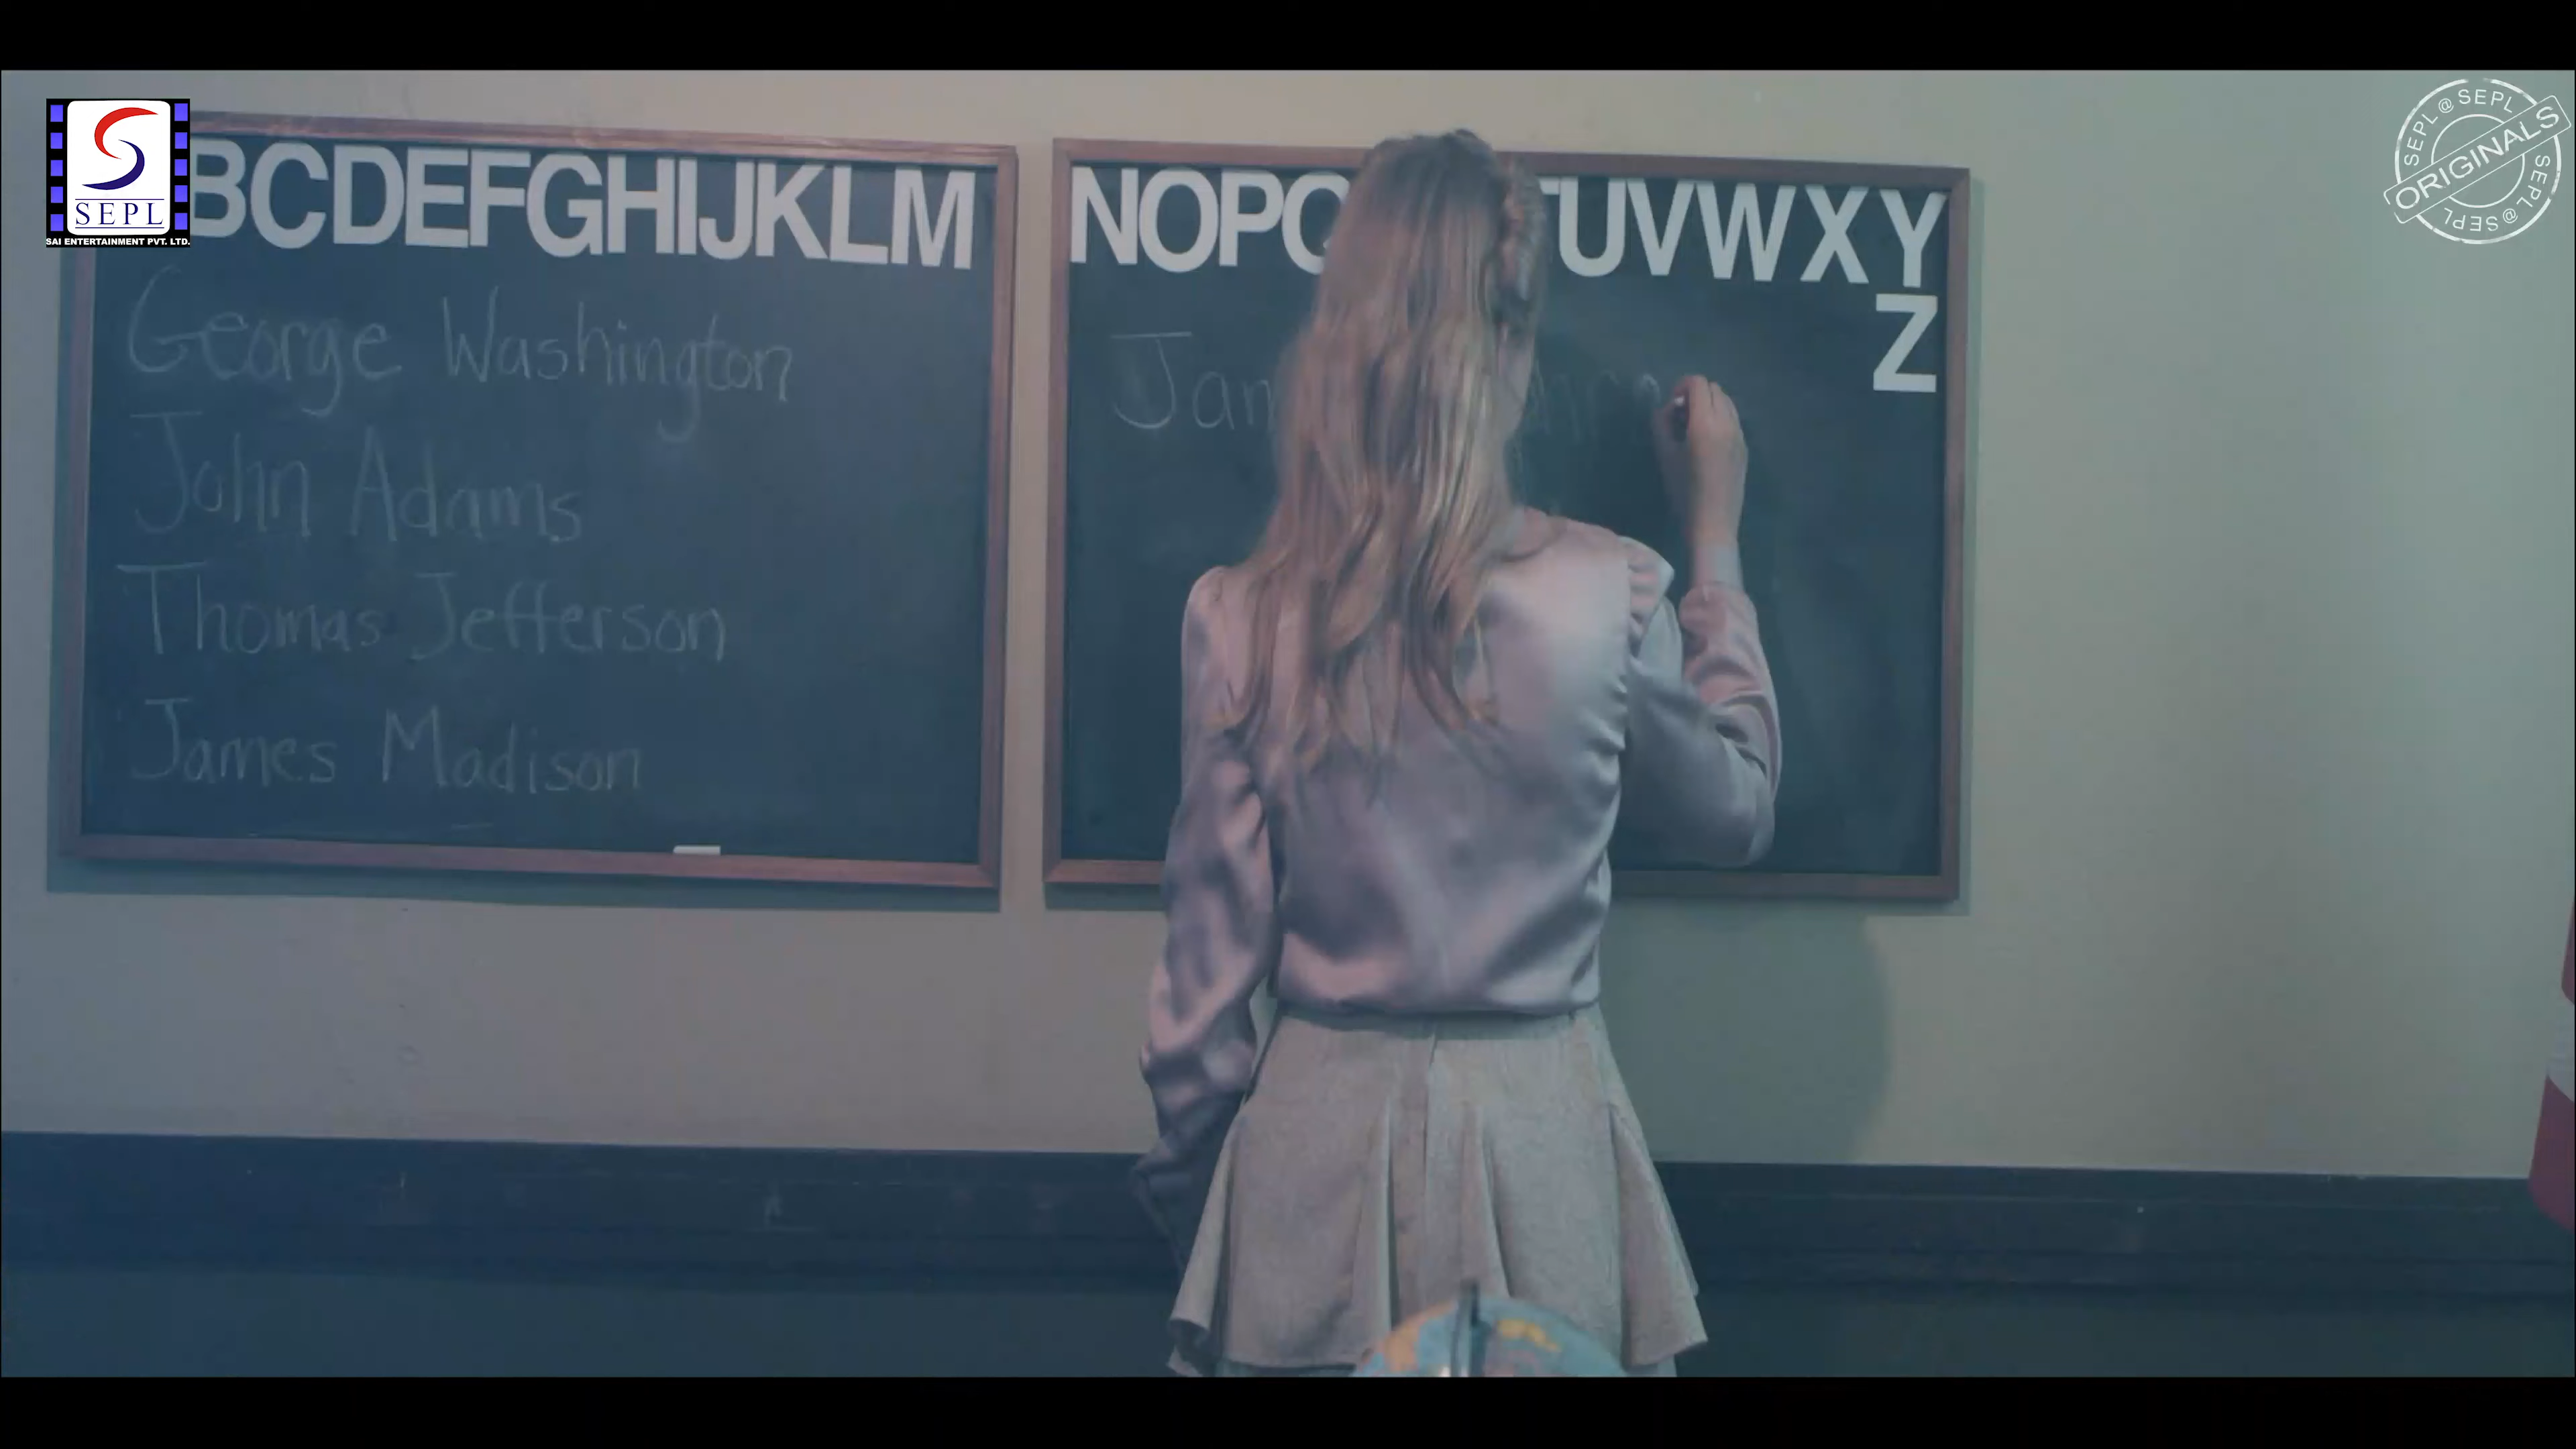 SEPL
SAI ENTERTAINMENT PVT. LTD.
SEPL@SEPL
ORIGINALS
SEPL@SEPL
BCDEFGHIJKLM
George Washington
John Adams
Thomas Jefferson
James Madison
NOPQ
TUVWXY
Z
Jam